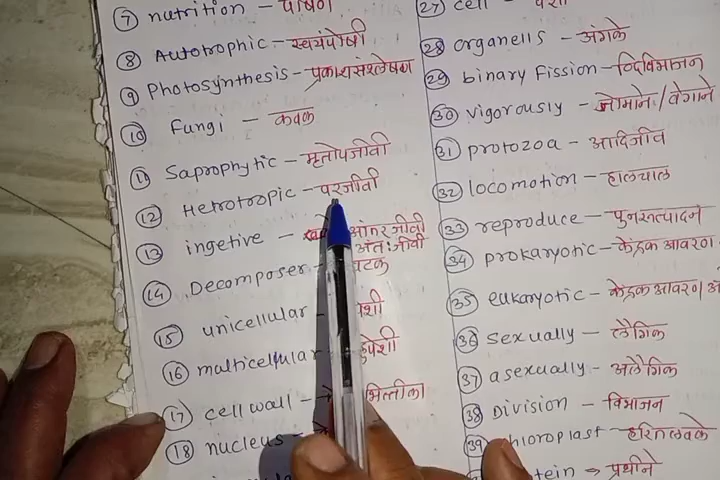 7 nutrition - पोषण
8 Autotrophic - स्वयंपोषी
9 Photosynthesis - प्रकाशसंश्लेषण
10 Fungi - कवक
11 Saprophytic - मृतोपजीवी
12 Hetrotropic - परजीवी
13 ingetive - आंतरजीवी
अंतःजीवी
14 Decomposer - घटक
15 unicellular - पेशी
16 multicellular पेशी
17 cell wall - भित्तीका
18 nucleus -
27 cell - पेशी
28 organells - अंगके
29 binary Fission - द्विविभाजन
30 vigorously - जोमाने / वेगाने
31 protozoa - आदिजीव
32 locomotion - हालचाल
33 reproduce - पुनरुत्पादन
34 prokaryotic - केंद्रक आवरण
35 eukaryotic - केंद्रक आवरण
36 sexually - लैंगिक
37 asexually - अलैंगिक
38 Division - विभाजन
39 chloroplast - हरितलवके
tein → प्रथीने